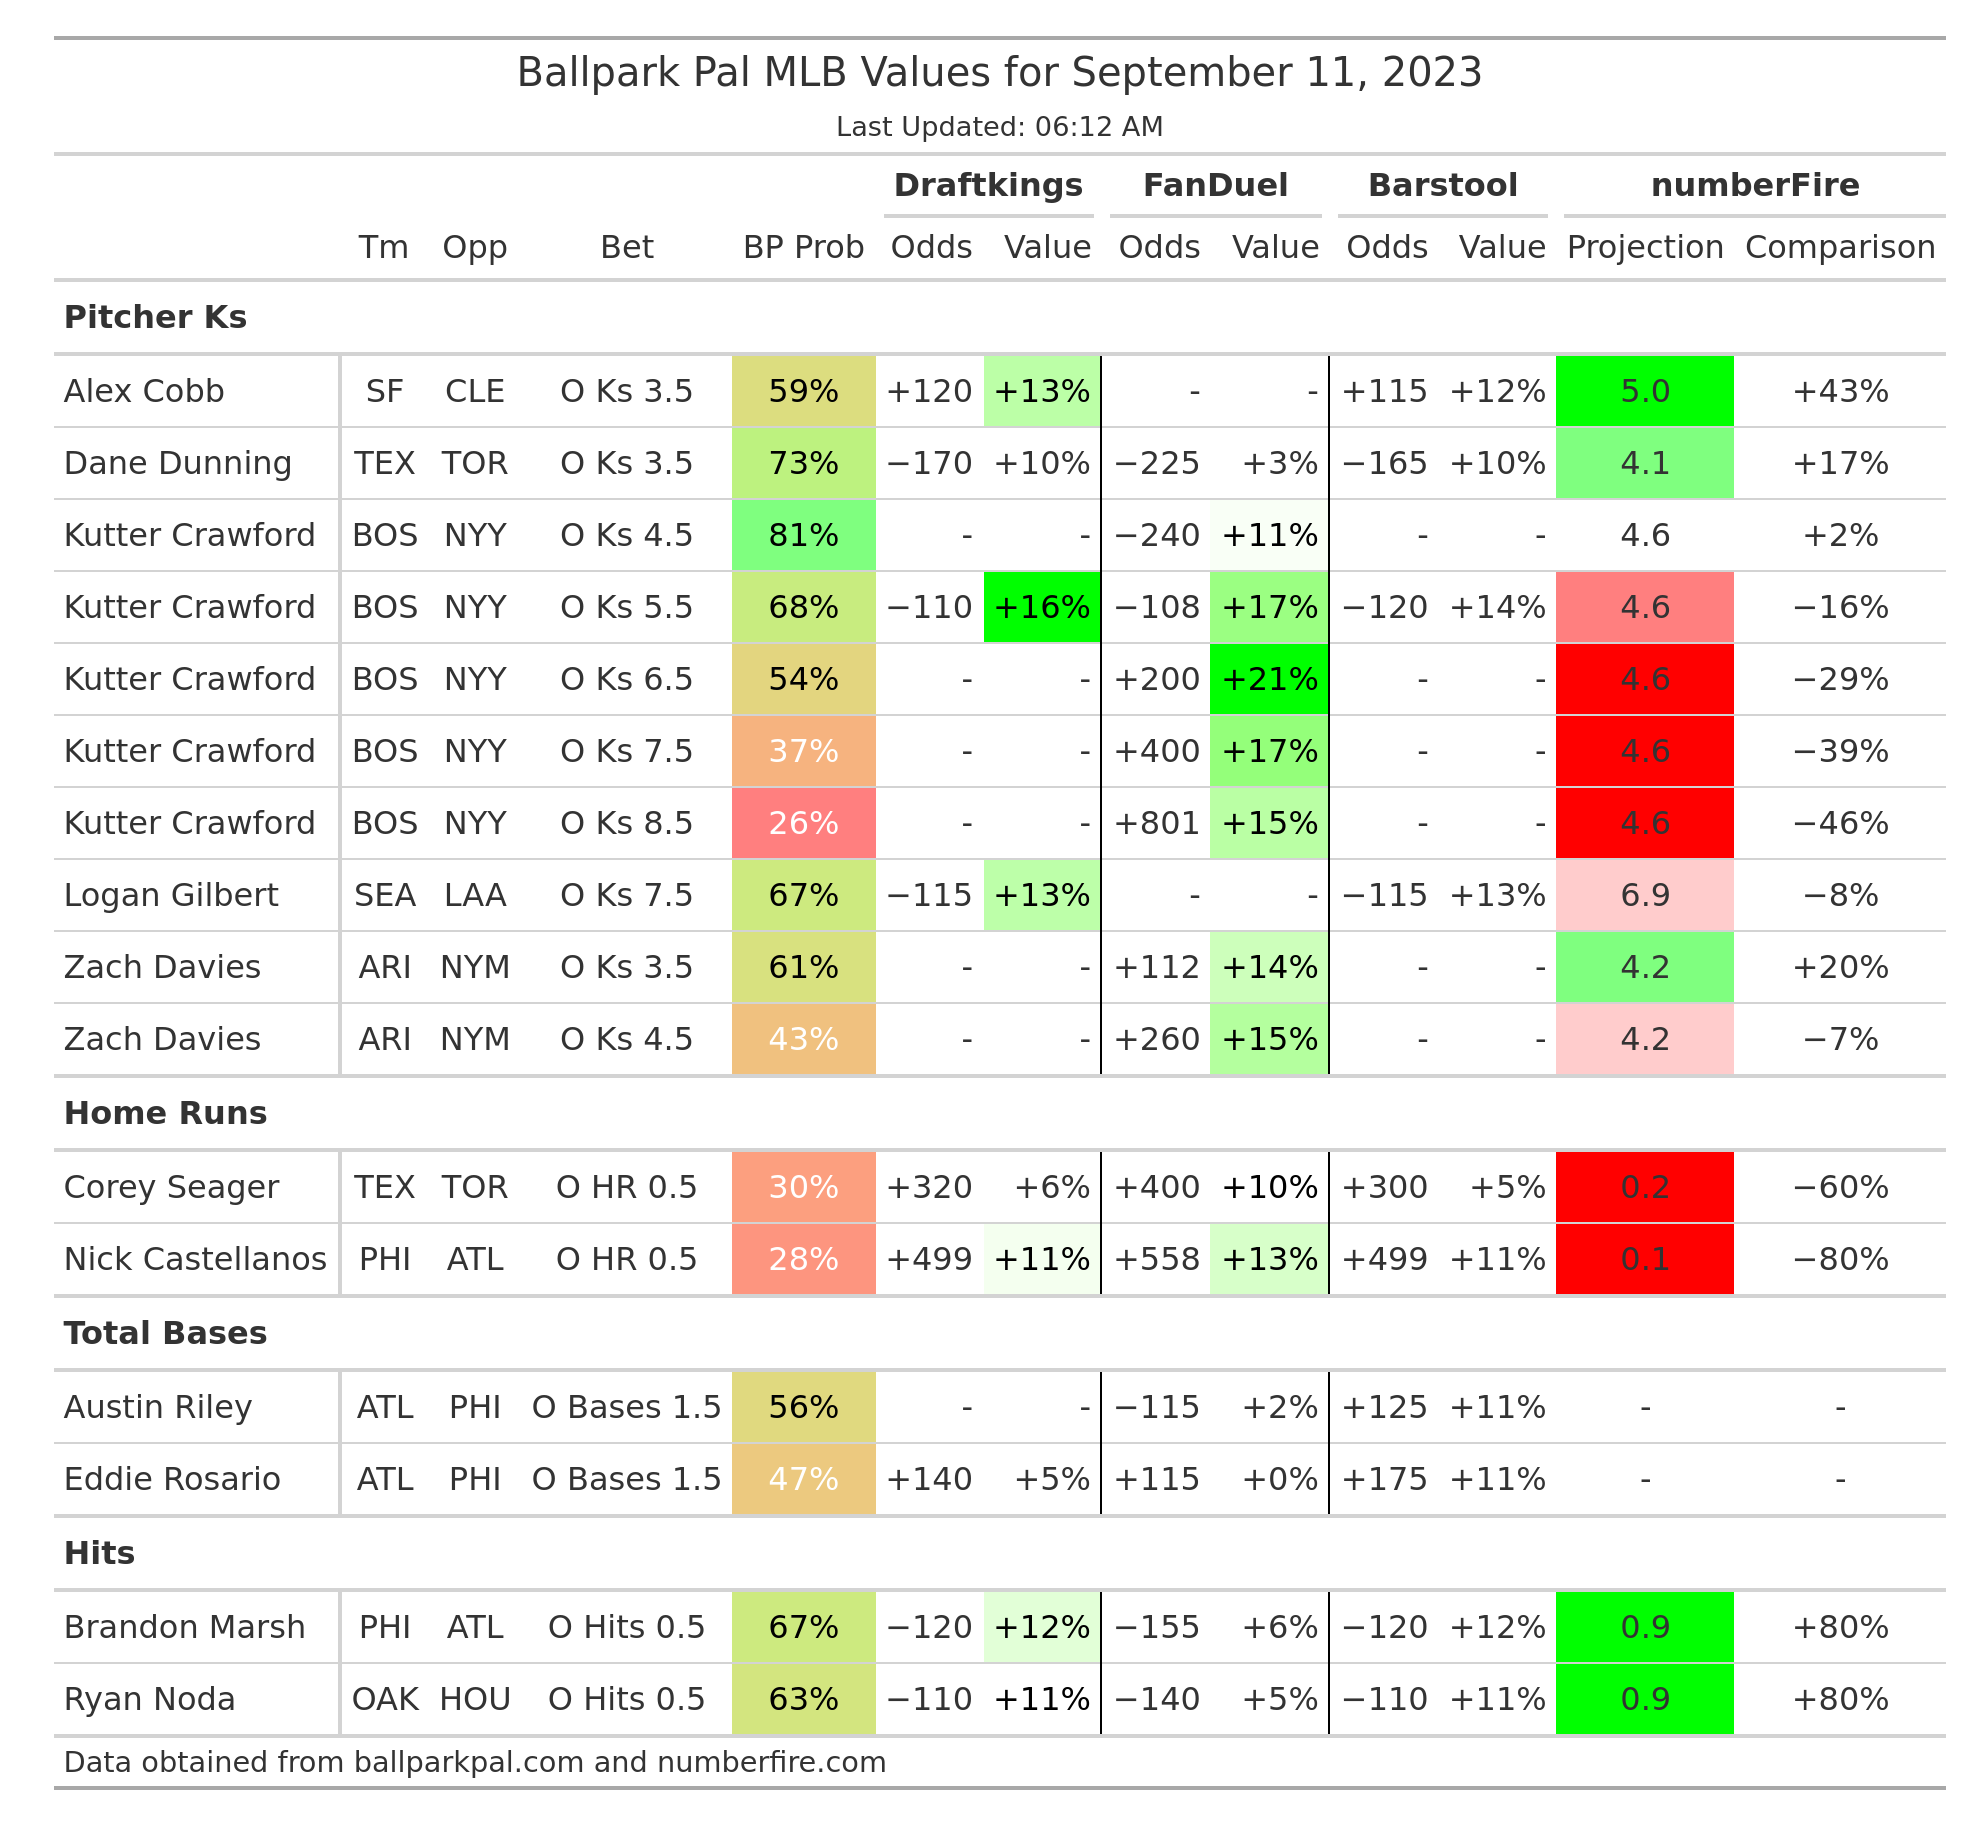 Ballpark Pal MLB Values for September 11, 2023
Last Updated: 06:12 AM
Draftkings FanDuel Barstool numberFire
Tm Opp Bet BP Prob Odds Value Odds Value Odds Value Projection Comparison
Pitcher Ks
Alex Cobb SF CLE O Ks 3.5 59% +120 +13% - - +115 +12% 5.0 +43%
Dane Dunning TEX TOR O Ks 3.5 73% −170 +10% −225 +3% −165 +10% 4.1 +17%
Kutter Crawford BOS NYY O Ks 4.5 81% - - −240 +11% - - 4.6 +2%
Kutter Crawford BOS NYY O Ks 5.5 68% −110 +16% −108 +17% −120 +14% 4.6 −16%
Kutter Crawford BOS NYY O Ks 6.5 54% - - +200 +21% - - 4.6 −29%
Kutter Crawford BOS NYY O Ks 7.5 37% - - +400 +17% - - 4.6 −39%
Kutter Crawford BOS NYY O Ks 8.5 26% - - +801 +15% - - 4.6 −46%
Logan Gilbert SEA LAA O Ks 7.5 67% −115 +13% - - −115 +13% 6.9 −8%
Zach Davies ARI NYM O Ks 3.5 61% - - +112 +14% - - 4.2 +20%
Zach Davies ARI NYM O Ks 4.5 43% - - +260 +15% - - 4.2 −7%
Home Runs
Corey Seager TEX TOR O HR 0.5 30% +320 +6% +400 +10% +300 +5% 0.2 −60%
Nick Castellanos PHI ATL O HR 0.5 28% +499 +11% +558 +13% +499 +11% 0.1 −80%
Total Bases
Austin Riley ATL PHI O Bases 1.5 56% - - −115 +2% +125 +11% - -
Eddie Rosario ATL PHI O Bases 1.5 47% +140 +5% +115 +0% +175 +11% - -
Hits
Brandon Marsh PHI ATL O Hits 0.5 67% −120 +12% −155 +6% −120 +12% 0.9 +80%
Ryan Noda OAK HOU O Hits 0.5 63% −110 +11% −140 +5% −110 +11% 0.9 +80%
Data obtained from ballparkpal.com and numberfire.com